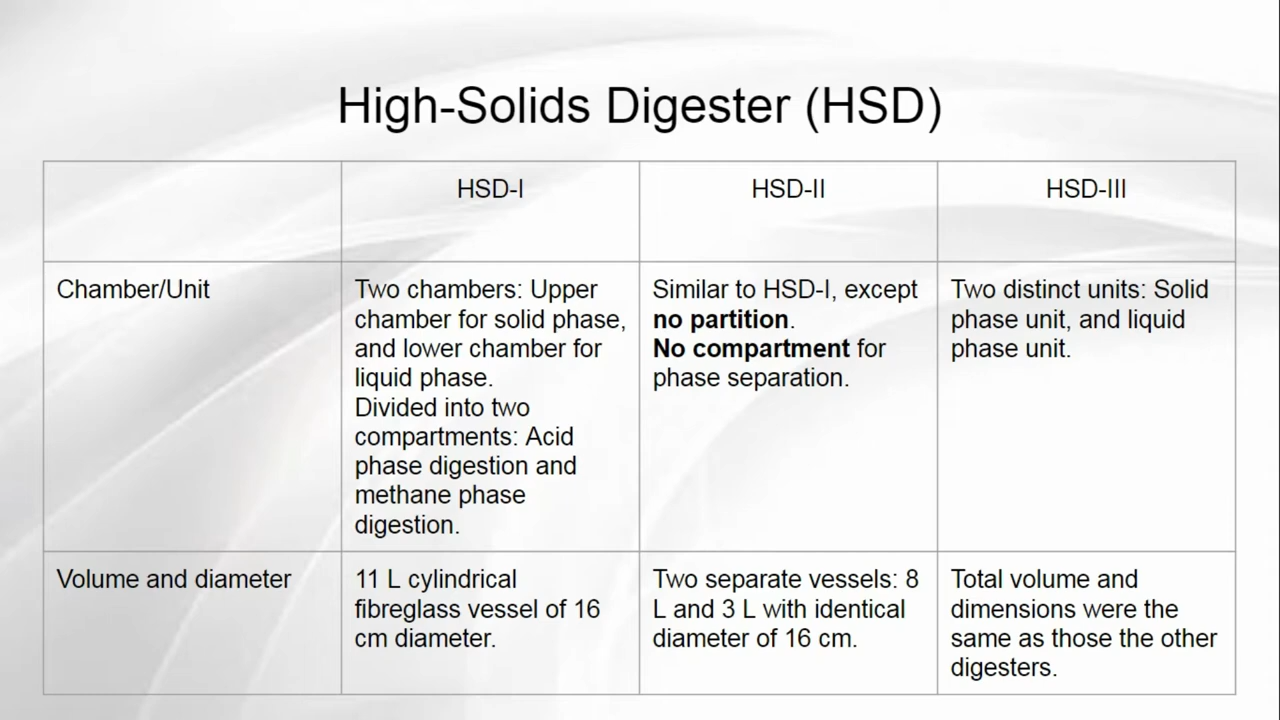 High-Solids Digester (HSD)
HSD-I
HSD-II
HSD-III
Chamber/Unit
Two chambers: Upper
chamber for solid phase,
and lower chamber for
liquid phase.
Divided into two
compartments: Acid
phase digestion and
methane phase
digestion.
Similar to HSD-I, except
no partition.
No compartment for
phase separation.
Two distinct units: Solid
phase unit, and liquid
phase unit.
Volume and diameter
11 L cylindrical
fibreglass vessel of 16
cm diameter.
Two separate vessels: 8
L and 3 L with identical
diameter of 16 cm.
Total volume and
dimensions were the
same as those the other
digesters.